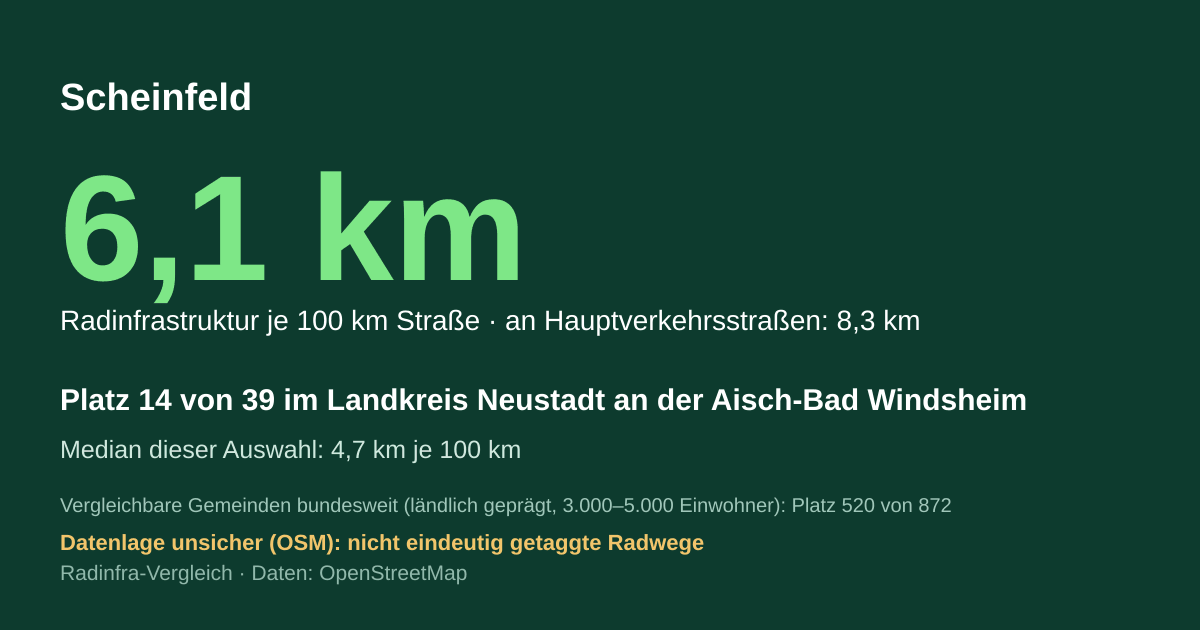 Scheinfeld
6,1 km
Radinfrastruktur je 100 km Straße · an Hauptverkehrsstraßen: 8,3 km
Platz 14 von 39 im Landkreis Neustadt an der Aisch-Bad Windsheim
Median dieser Auswahl: 4,7 km je 100 km
Vergleichbare Gemeinden bundesweit (ländlich geprägt, 3.000–5.000 Einwohner): Platz 520 von 872
Datenlage unsicher (OSM): nicht eindeutig getaggte Radwege
Radinfra-Vergleich · Daten: OpenStreetMap